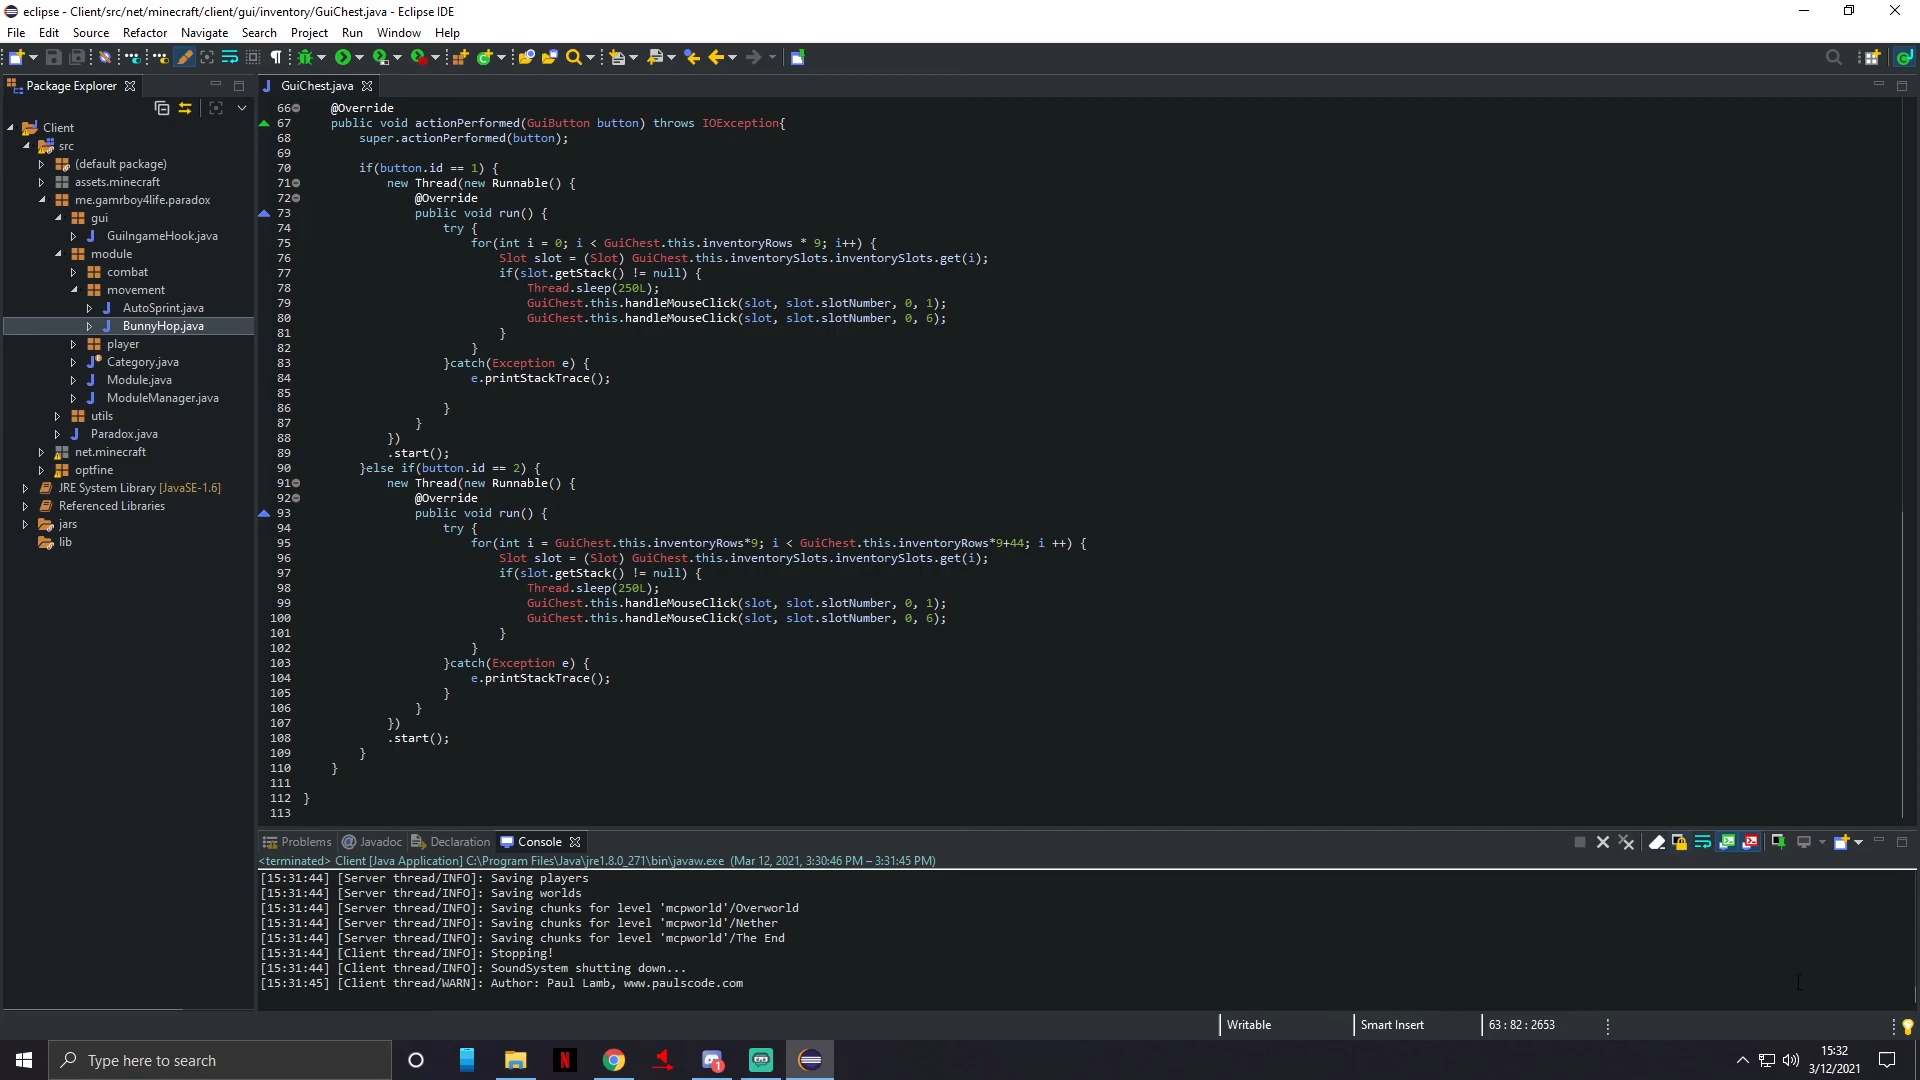 eclipse - Client/src/net/minecraft/client/gui/inventory/GuiChest.java - Eclipse IDE
File Edit Source Refactor Navigate Search Project Run Window Help
Package Explorer
GuiChest.java
Client
src
(default package)
assets.minecraft
me.gamrboy4life.paradox
gui
GuiIngameHook.java
module
combat
movement
AutoSprint.java
BunnyHop.java
player
Category.java
Module.java
ModuleManager.java
utils
Paradox.java
net.minecraft
optfine
JRE System Library [JavaSE-1.6]
Referenced Libraries
jars
lib
66 @Override
67 public void actionPerformed(GuiButton button) throws IOException{
68 super.actionPerformed(button);
69
70 if(button.id == 1) {
71 new Thread(new Runnable() {
72 @Override
73 public void run() {
74 try {
75 for(int i = 0; i < GuiChest.this.inventoryRows * 9; i++) {
76 Slot slot = (Slot) GuiChest.this.inventorySlots.inventorySlots.get(i);
77 if(slot.getStack() != null) {
78 Thread.sleep(250L);
79 GuiChest.this.handleMouseClick(slot, slot.slotNumber, 0, 1);
80 GuiChest.this.handleMouseClick(slot, slot.slotNumber, 0, 6);
81 }
82 }
83 }catch(Exception e) {
84 e.printStackTrace();
85
86 }
87 }
88 })
89 .start();
90 }else if(button.id == 2) {
91 new Thread(new Runnable() {
92 @Override
93 public void run() {
94 try {
95 for(int i = GuiChest.this.inventoryRows*9; i < GuiChest.this.inventoryRows*9+44; i ++) {
96 Slot slot = (Slot) GuiChest.this.inventorySlots.inventorySlots.get(i);
97 if(slot.getStack() != null) {
98 Thread.sleep(250L);
99 GuiChest.this.handleMouseClick(slot, slot.slotNumber, 0, 1);
100 GuiChest.this.handleMouseClick(slot, slot.slotNumber, 0, 6);
101 }
102 }
103 }catch(Exception e) {
104 e.printStackTrace();
105 }
106 }
107 })
108 .start();
109 }
110 }
111
112 }
113
Problems @ Javadoc Declaration Console
<terminated> Client [Java Application] C:\Program Files\Java\jre1.8.0_271\bin\javaw.exe (Mar 12, 2021, 3:30:46 PM – 3:31:45 PM)
[15:31:44] [Server thread/INFO]: Saving players
[15:31:44] [Server thread/INFO]: Saving worlds
[15:31:44] [Server thread/INFO]: Saving chunks for level 'mcpworld'/Overworld
[15:31:44] [Server thread/INFO]: Saving chunks for level 'mcpworld'/Nether
[15:31:44] [Server thread/INFO]: Saving chunks for level 'mcpworld'/The End
[15:31:44] [Client thread/INFO]: Stopping!
[15:31:44] [Client thread/INFO]: SoundSystem shutting down...
[15:31:45] [Client thread/WARN]: Author: Paul Lamb, www.paulscode.com
Writable Smart Insert 63 : 82 : 2653
Type here to search
15:32
3/12/2021